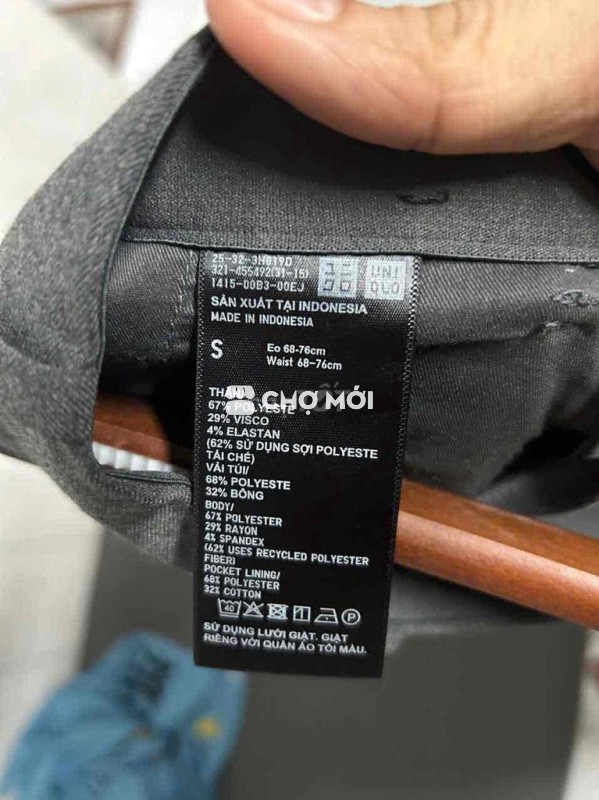 25-32-3H019D
321-455492(31-15)
1415-00B3-00EJ
UNI
QLO
SẢN XUẤT TẠI INDONESIA
MADE IN INDONESIA
S
Eo 68-76cm
Waist 68-76cm
CHỢ MỚI
67% POLYESTE
29% VISCO
4% ELASTAN
(62% SỬ DỤNG SỢI POLYESTE
TÁI CHẾ)
VẢI TÚI/
68% POLYESTE
32% BÔNG
BODY/
67% POLYESTER
29% RAYON
4% SPANDEX
(62% USES RECYCLED POLYESTER
FIBER)
POCKET LINING/
68% POLYESTER
32% COTTON
40
P
SỬ DỤNG LƯỚI GIẶT. GIẶT
RIÊNG VỚI QUẦN ÁO TỐI MÀU.